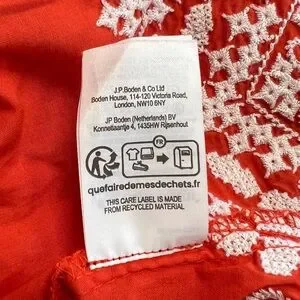 J.P.Boden & Co Ltd
Boden House, 114-120 Victoria Road,
London, NW10 6NY
JP Boden (Netherlands) BV
Konnetlaantje 4, 1435HW Rijsenhout
FR
quefairedemesdechets.fr
THIS CARE LABEL IS MADE
FROM RECYCLED MATERIAL